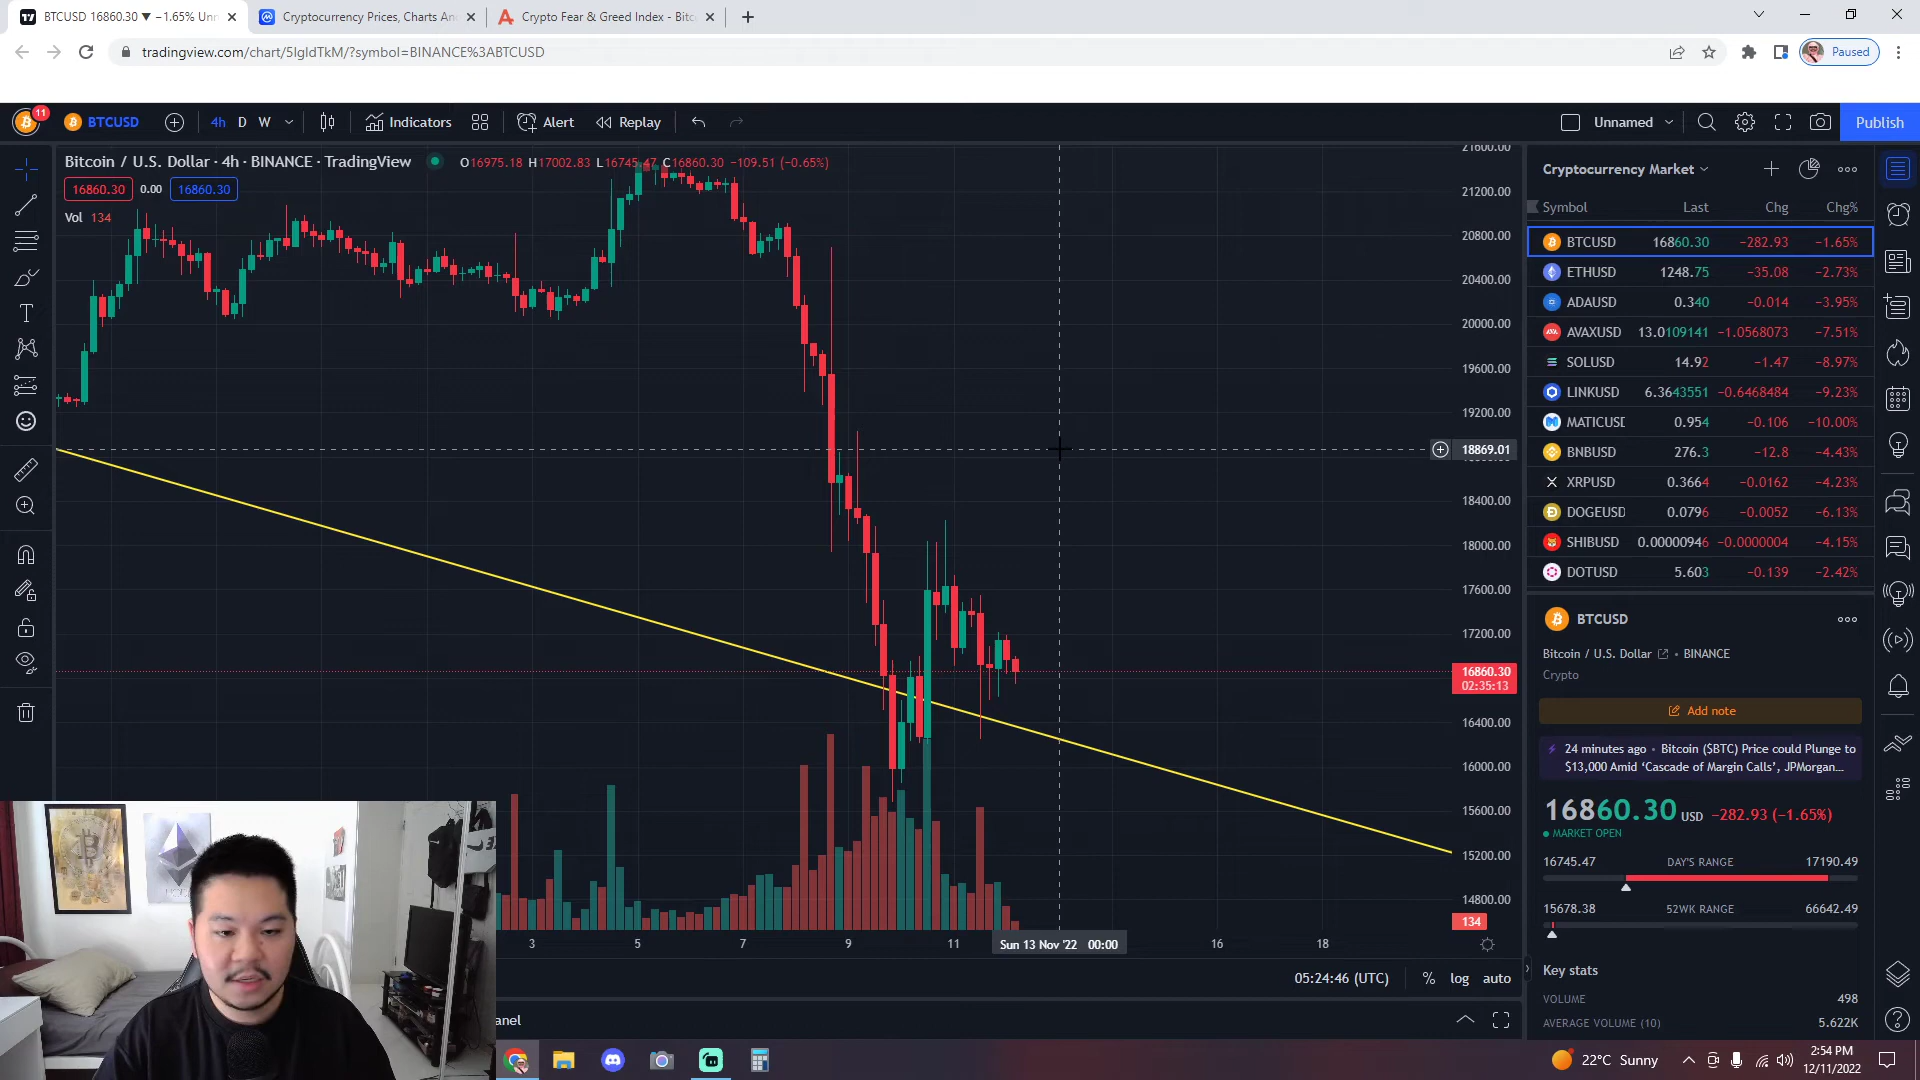 BTCUSD 16860.30 ▼ −1.65% Unn
Cryptocurrency Prices, Charts An
Crypto Fear & Greed Index - Bitc
tradingview.com/chart/5IgIdTkM/?symbol=BINANCE%3ABTCUSD
Paused
11
BTCUSD
4h
D
W
Indicators
Alert
Replay
Unnamed
Publish
Bitcoin / U.S. Dollar · 4h · BINANCE · TradingView
O16975.18 H17002.83 L16745.47 C16860.30 −109.51 (−0.65%)
16860.30
0.00
16860.30
Vol 134
21600.00
21200.00
20800.00
20400.00
20000.00
19600.00
19200.00
18869.01
18400.00
18000.00
17600.00
17200.00
16860.30
02:35:13
16400.00
16000.00
15600.00
15200.00
14800.00
134
3
5
7
9
11
Sun 13 Nov '22 00:00
16
18
05:24:46 (UTC)
%
log
auto
anel
Cryptocurrency Market
Symbol Last Chg Chg%
BTCUSD 16860.30 −282.93 −1.65%
ETHUSD 1248.75 −35.08 −2.73%
ADAUSD 0.340 −0.014 −3.95%
AVAXUSD 13.0109141 −1.0568073 −7.51%
SOLUSD 14.92 −1.47 −8.97%
LINKUSD 6.3643551 −0.6468484 −9.23%
MATICUSD 0.954 −0.106 −10.00%
BNBUSD 276.3 −12.8 −4.43%
XRPUSD 0.3664 −0.0162 −4.23%
DOGEUSD 0.0796 −0.0052 −6.13%
SHIBUSD 0.00000946 −0.0000004 −4.15%
DOTUSD 5.603 −0.139 −2.42%
BTCUSD
Bitcoin / U.S. Dollar • BINANCE
Crypto
Add note
24 minutes ago • Bitcoin ($BTC) Price could Plunge to
$13,000 Amid ‘Cascade of Margin Calls’, JPMorgan...
16860.30 USD −282.93 (−1.65%)
MARKET OPEN
16745.47 DAY'S RANGE 17190.49
15678.38 52WK RANGE 66642.49
Key stats
VOLUME 498
AVERAGE VOLUME (10) 5.622K
22°C Sunny
2:54 PM
12/11/2022